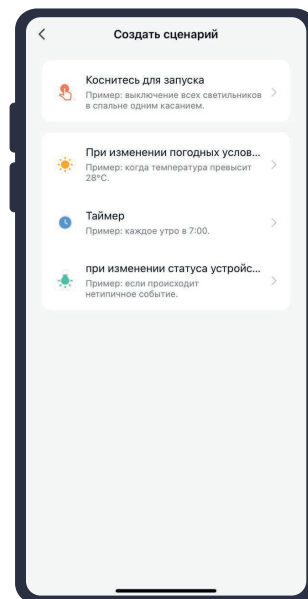 Создать сценарий
Коснитесь для запуска
Пример: выключение всех светильников
в спальне одним касанием.
При изменении погодных услов...
Пример: когда температура превысит
28°C.
Таймер
Пример: каждое утро в 7:00.
при изменении статуса устройс...
Пример: если происходит
нетипичное событие.